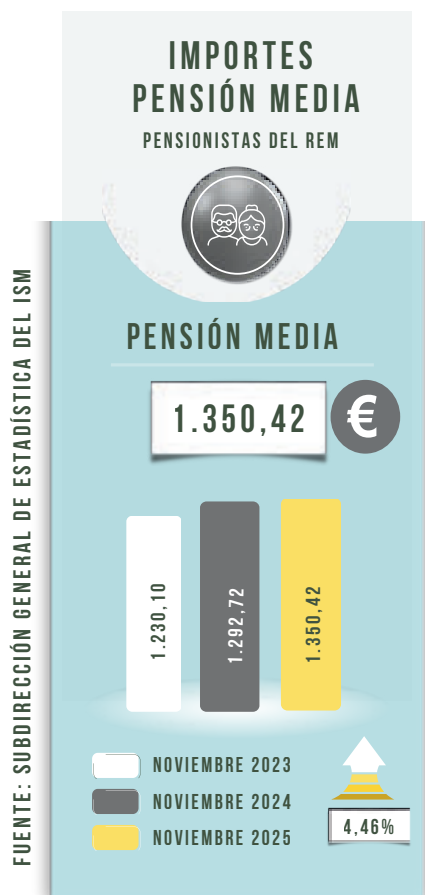 IMPORTES
PENSIÓN MEDIA
PENSIONISTAS DEL REM
PENSIÓN MEDIA
1.350,42 €
1.230,10
1.292,72
1.350,42
NOVIEMBRE 2023
NOVIEMBRE 2024
NOVIEMBRE 2025
4,46%
FUENTE: SUBDIRECCIÓN GENERAL DE ESTADÍSTICA DEL ISM